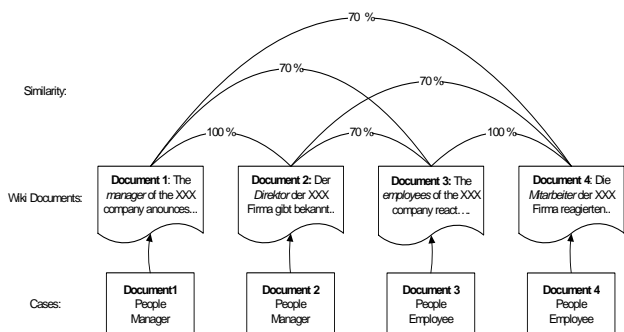 70 %
Similarity:
70 %
70 %
100 %
70 %
100 %
Wiki Documents:
Document 1: The
manager of the XXX
company anounces...
Document 2: Der
Direktor der XXX
Firma gibt bekannt..
Document 3: The
employees of the XXX
company react....
Document 4: Die
Mitarbeiter der XXX
Firma reagierten..
Cases:
Document1
People
Manager
Document 2
People
Manager
Document 3
People
Employee
Document 4
People
Employee